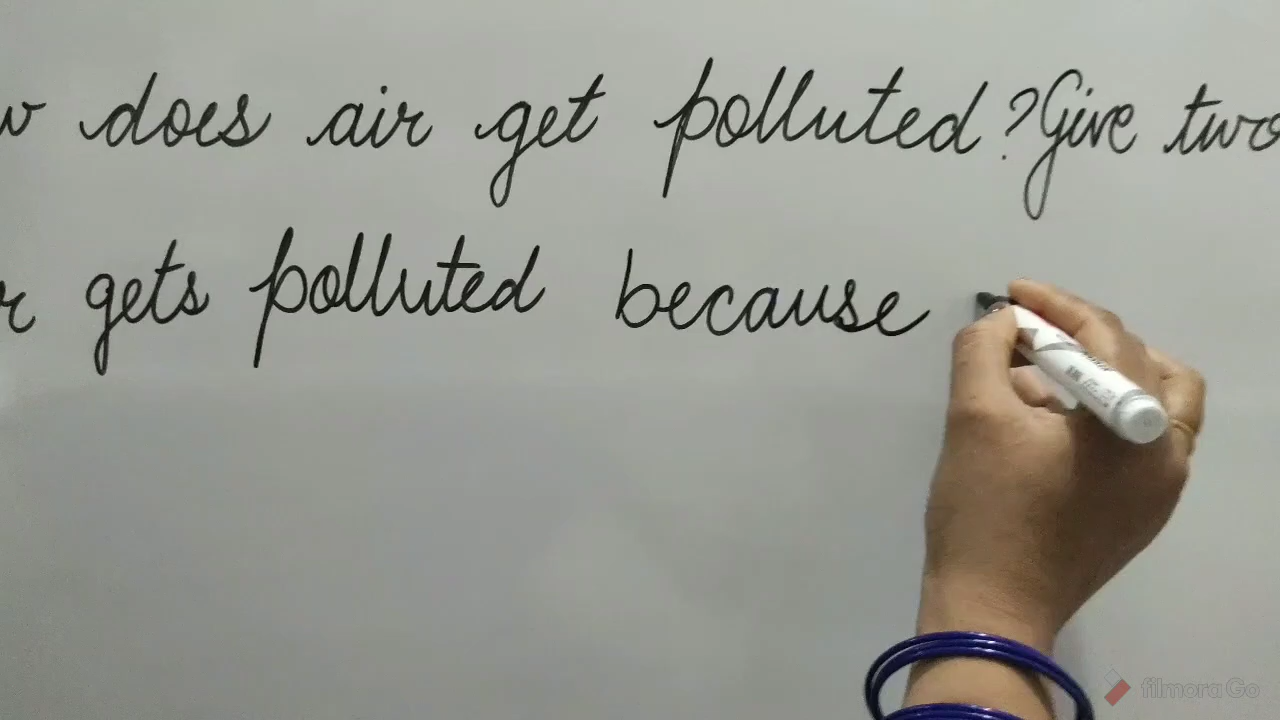 w does air get polluted? Give two
r gets polluted because
filmoraGo